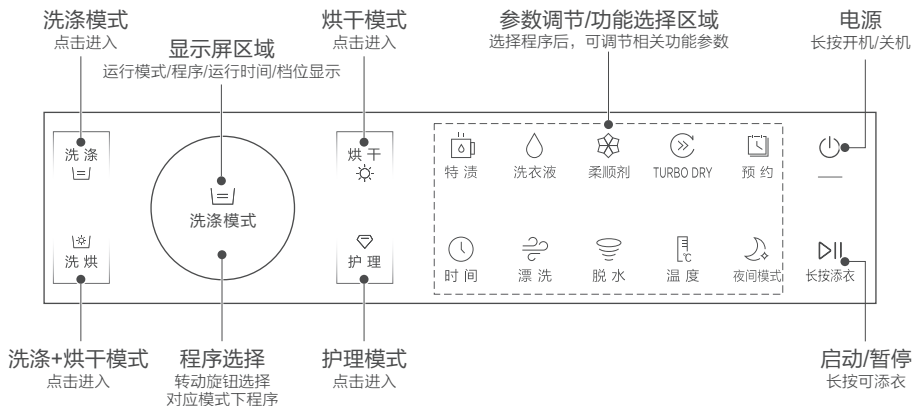 洗涤模式
点击进入
显示屏区域
运行模式/程序/运行时间/档位显示
烘干模式
点击进入
参数调节/功能选择区域
选择程序后，可调节相关功能参数
电源
长按开机/关机
洗涤
洗涤模式
烘干
特渍
洗衣液
柔顺剂
TURBO DRY
预约
洗烘
护理
时间
漂洗
脱水
℃
温度
夜间模式
长按添衣
洗涤+烘干模式
点击进入
程序选择
转动旋钮选择
对应模式下程序
护理模式
点击进入
启动/暂停
长按可添衣